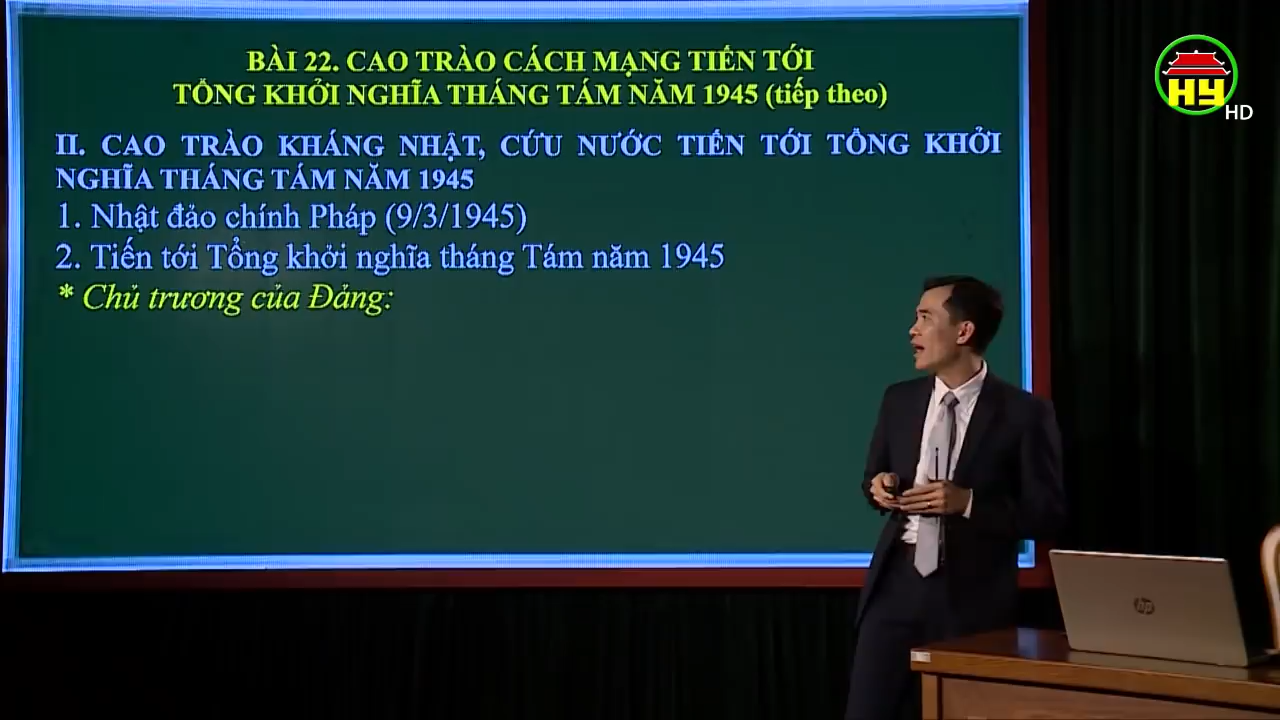 BÀI 22. CAO TRÀO CÁCH MẠNG TIẾN TỚI
TỔNG KHỞI NGHĨA THÁNG TÁM NĂM 1945 (tiếp theo)
II. CAO TRÀO KHÁNG NHẬT, CỨU NƯỚC TIẾN TỚI TỔNG KHỞI
NGHĨA THÁNG TÁM NĂM 1945
1. Nhật đảo chính Pháp (9/3/1945)
2. Tiến tới Tổng khởi nghĩa tháng Tám năm 1945
* Chủ trương của Đảng:
HY
HD
hp